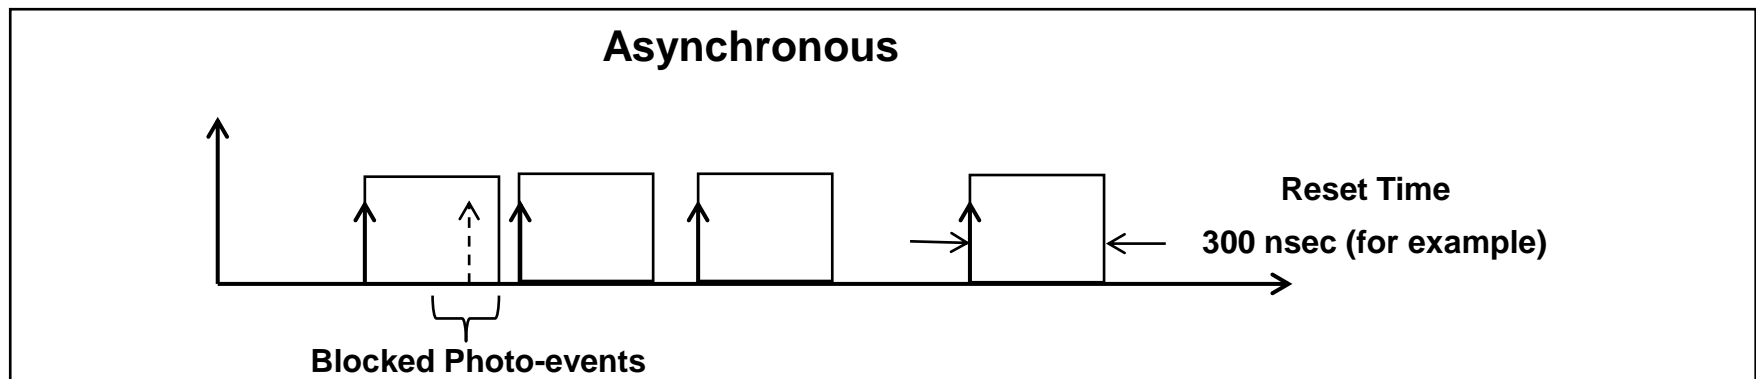 Asynchronous
Reset Time
300 nsec (for example)
Blocked Photo-events